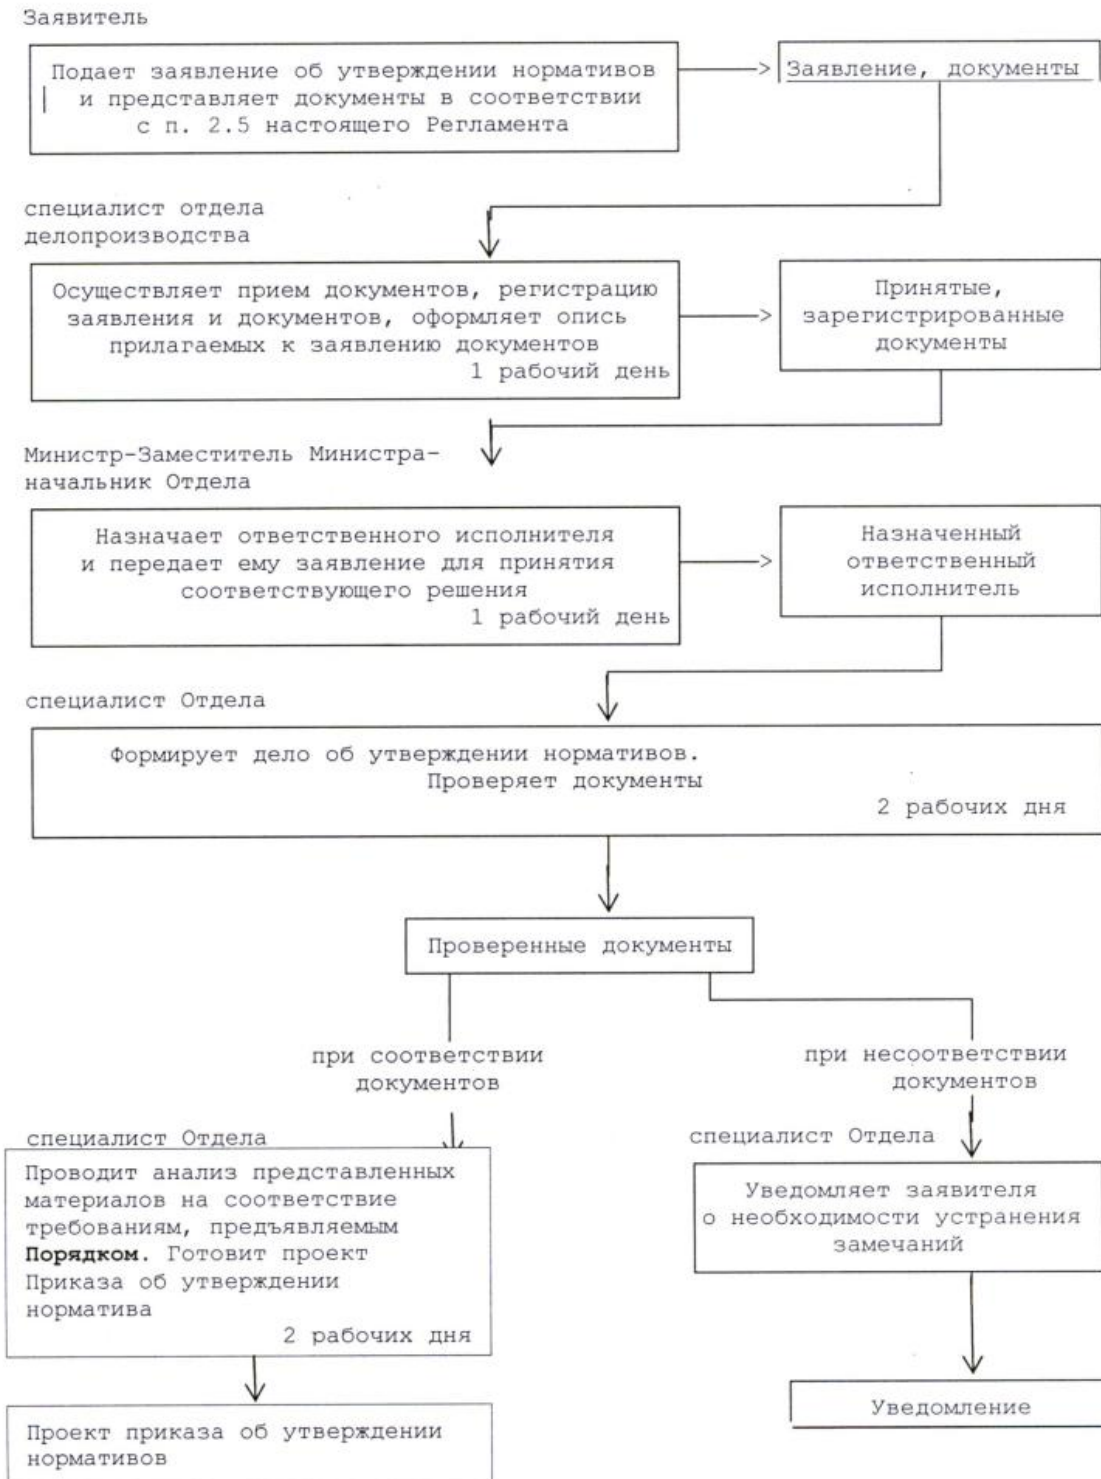 Заявитель
Подает заявление об утверждении нормативов
и представляет документы в соответствии
с п. 2.5 настоящего Регламента
Заявление, документы
специалист отдела
делопроизводства
Осуществляет прием документов, регистрацию
заявления и документов, оформляет опись
прилагаемых к заявлению документов
1 рабочий день
Принятые,
зарегистрированные
документы
Министр-Заместитель Министра-
начальник Отдела
Назначает ответственного исполнителя
и передает ему заявление для принятия
соответствующего решения
1 рабочий день
Назначенный
ответственный
исполнитель
специалист Отдела
Формирует дело об утверждении нормативов.
Проверяет документы
2 рабочих дня
Проверенные документы
при соответствии
документов
при несоответствии
документов
специалист Отдела
Проводит анализ представленных
материалов на соответствие
требованиям, предъявляемым
Порядком. Готовит проект
Приказа об утверждении
норматива
2 рабочих дня
специалист Отдела
Уведомляет заявителя
о необходимости устранения
замечаний
Проект приказа об утверждении
нормативов
Уведомление